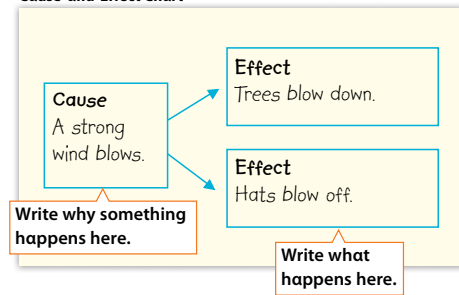 Cause and Effect Chart
Effect
Trees blow down.
Cause
A strong
wind blows.
Effect
Hats blow off.
Write why something
happens here.
Write what
happens here.